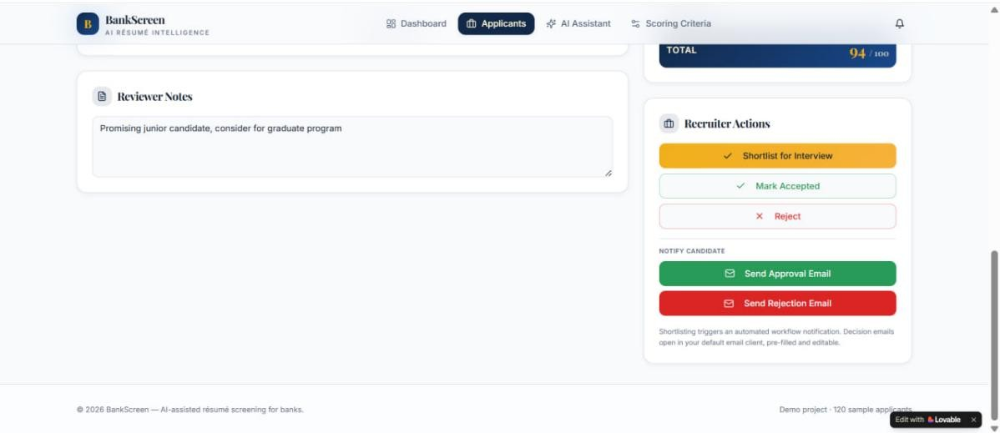 B
BankScreen
AI RÉSUMÉ INTELLIGENCE
Dashboard
Applicants
AI Assistant
Scoring Criteria
TOTAL
94 / 100
Reviewer Notes
Promising junior candidate, consider for graduate program
Recruiter Actions
Shortlist for Interview
Mark Accepted
Reject
NOTIFY CANDIDATE
Send Approval Email
Send Rejection Email
Shortlisting triggers an automated workflow notification. Decision emails
open in your default email client, pre-filled and editable.
© 2026 BankScreen — AI-assisted résumé screening for banks.
Demo project · 120 sample applicants
Edit with Lovable